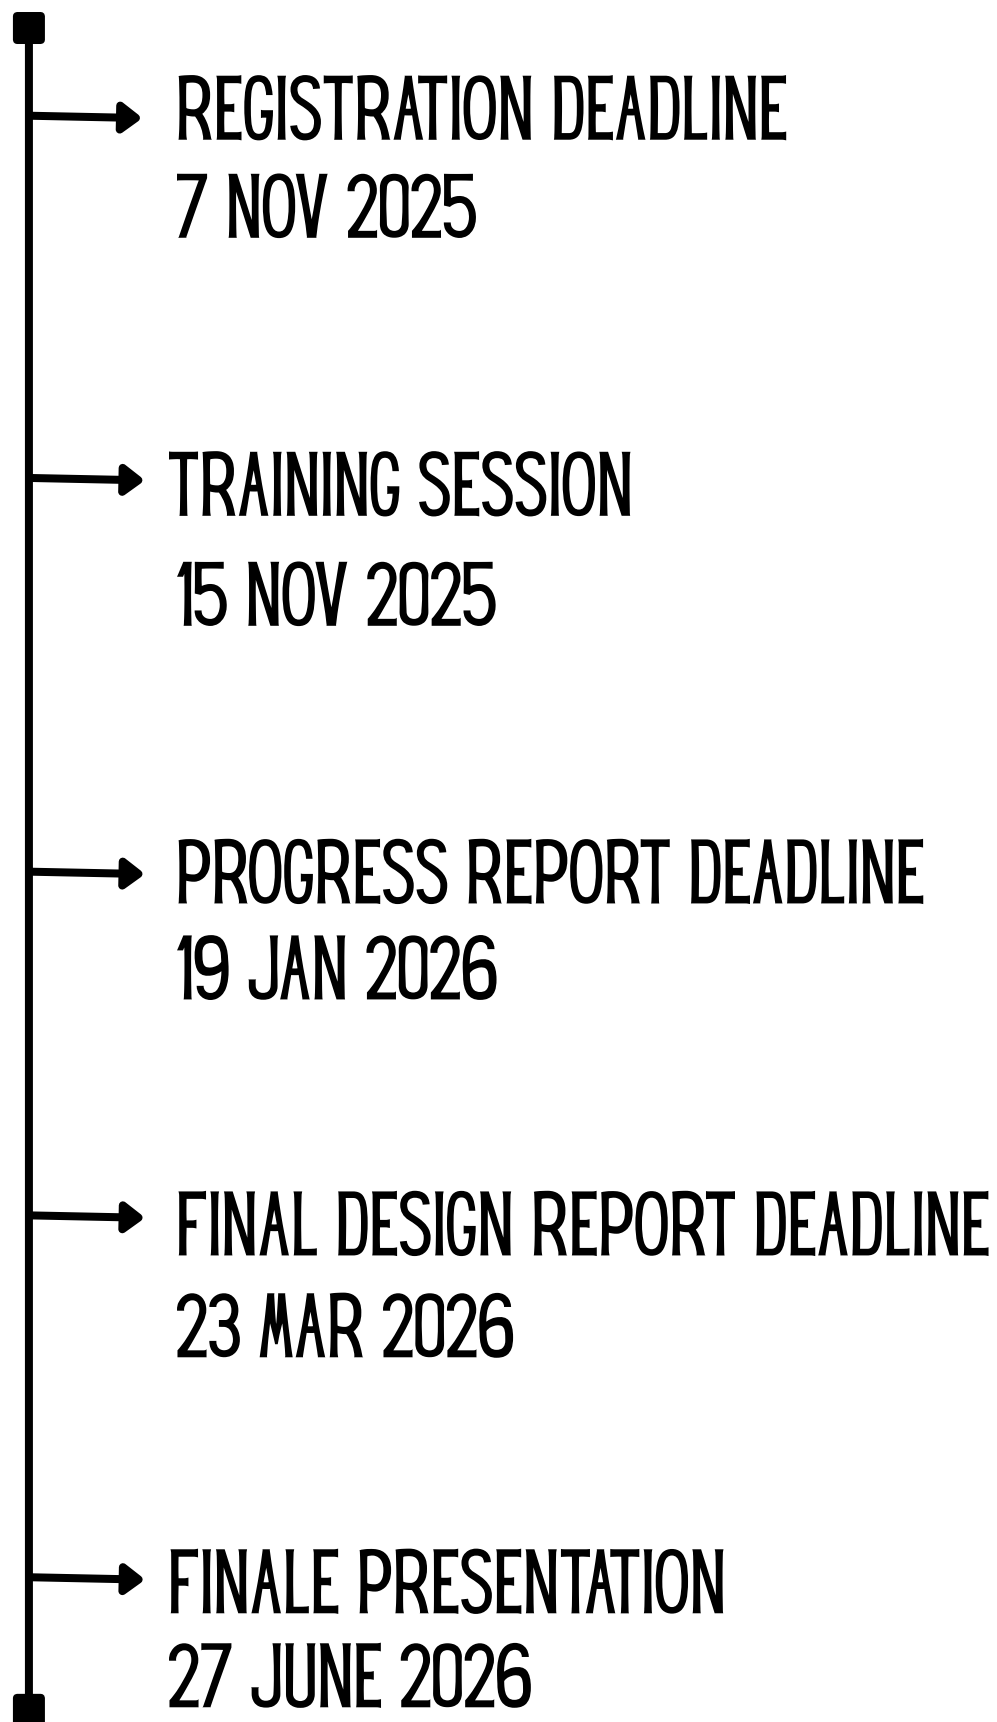 REGISTRATION DEADLINE
7 NOV 2025
TRAINING SESSION
15 NOV 2025
PROGRESS REPORT DEADLINE
19 JAN 2026
FINAL DESIGN REPORT DEADLINE
23 MAR 2026
FINALE PRESENTATION
27 JUNE 2026